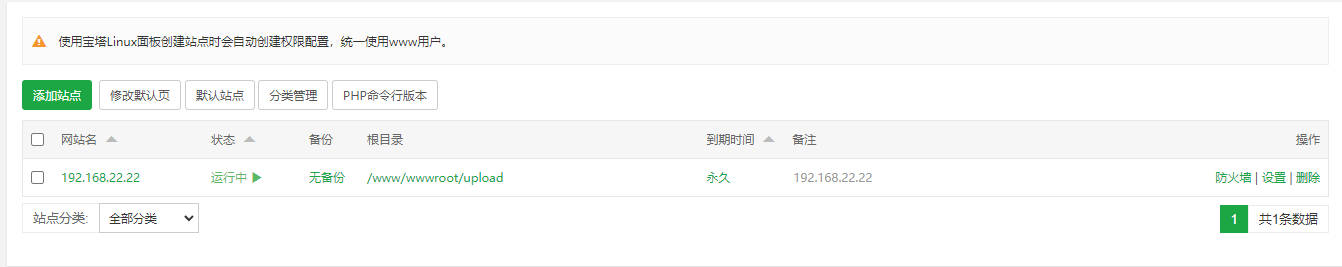 使用宝塔Linux面板创建站点时会自动创建权限配置，统一使用www用户。
添加站点 修改默认页 默认站点 分类管理 PHP命令行版本
网站名 状态 备份 根目录 到期时间 备注 操作
192.168.22.22 运行中 无备份 /www/wwwroot/upload 永久 192.168.22.22 防火墙 | 设置 | 删除
站点分类: 全部分类 1 共1条数据